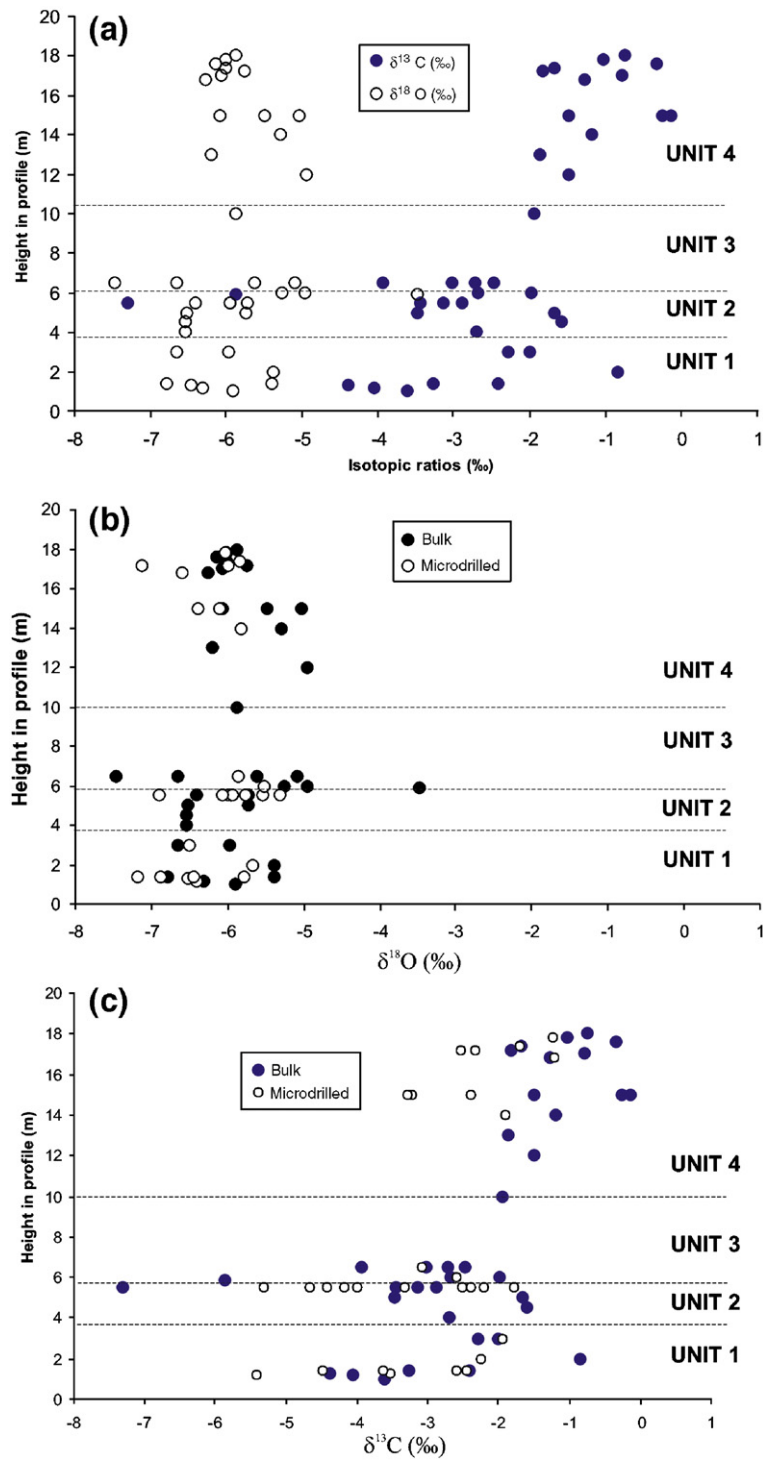 (a)
δ13 C (‰)
δ18 O (‰)
Height in profile (m)
20
18
16
14
12
10
8
6
4
2
0
UNIT 4
UNIT 3
UNIT 2
UNIT 1
-8 -7 -6 -5 -4 -3 -2 -1 0 1
Isotopic ratios (‰)
(b)
Bulk
Microdrilled
Height in profile (m)
20
18
16
14
12
10
8
6
4
2
0
UNIT 4
UNIT 3
UNIT 2
UNIT 1
-8 -7 -6 -5 -4 -3 -2 -1 0 1
δ18O (‰)
(c)
Bulk
Microdrilled
Height in profile (m)
20
18
16
14
12
10
8
6
4
2
0
UNIT 4
UNIT 3
UNIT 2
UNIT 1
-8 -7 -6 -5 -4 -3 -2 -1 0 1
δ13C (‰)